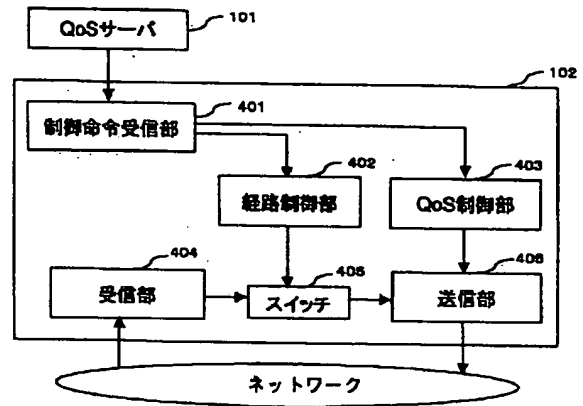 QoSサーバ
101
102
制御命令受信部
401
402
403
経路制御部
QoS制御部
404
405
406
受信部
スイッチ
送信部
ネットワーク